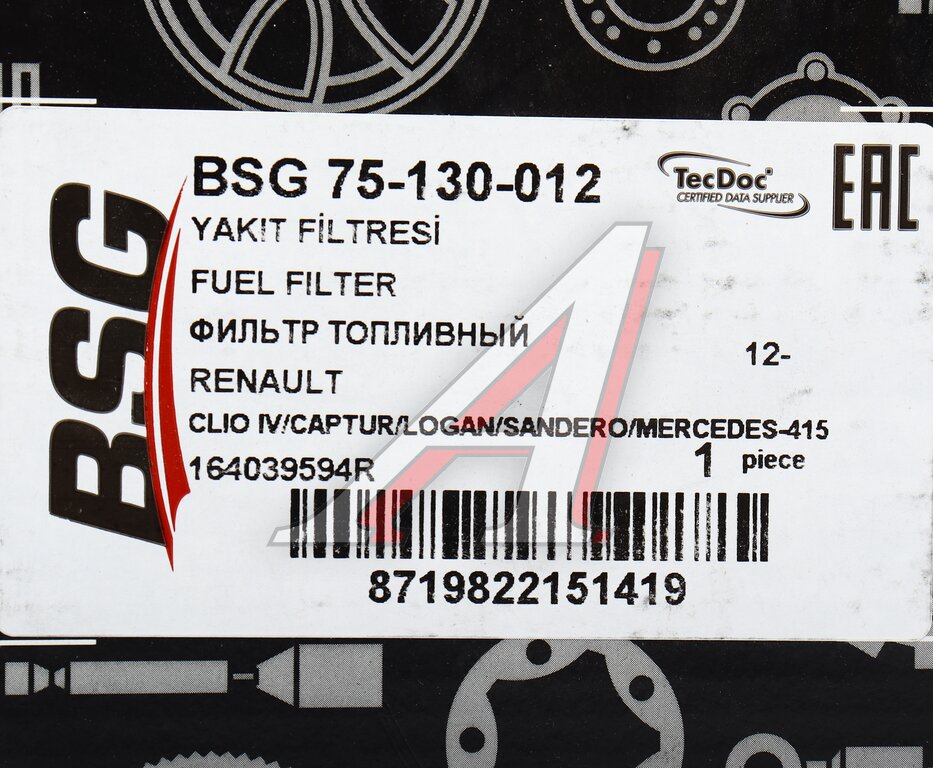 BSG
BSG 75-130-012
TecDoc
CERTIFIED DATA SUPPLIER
EAC
YAKIT FİLTRESİ
FUEL FILTER
ФИЛЬТР ТОПЛИВНЫЙ
12-
RENAULT
CLIO IV/CAPTUR/LOGAN/SANDERO/MERCEDES-415
164039594R
1 piece
8719822151419